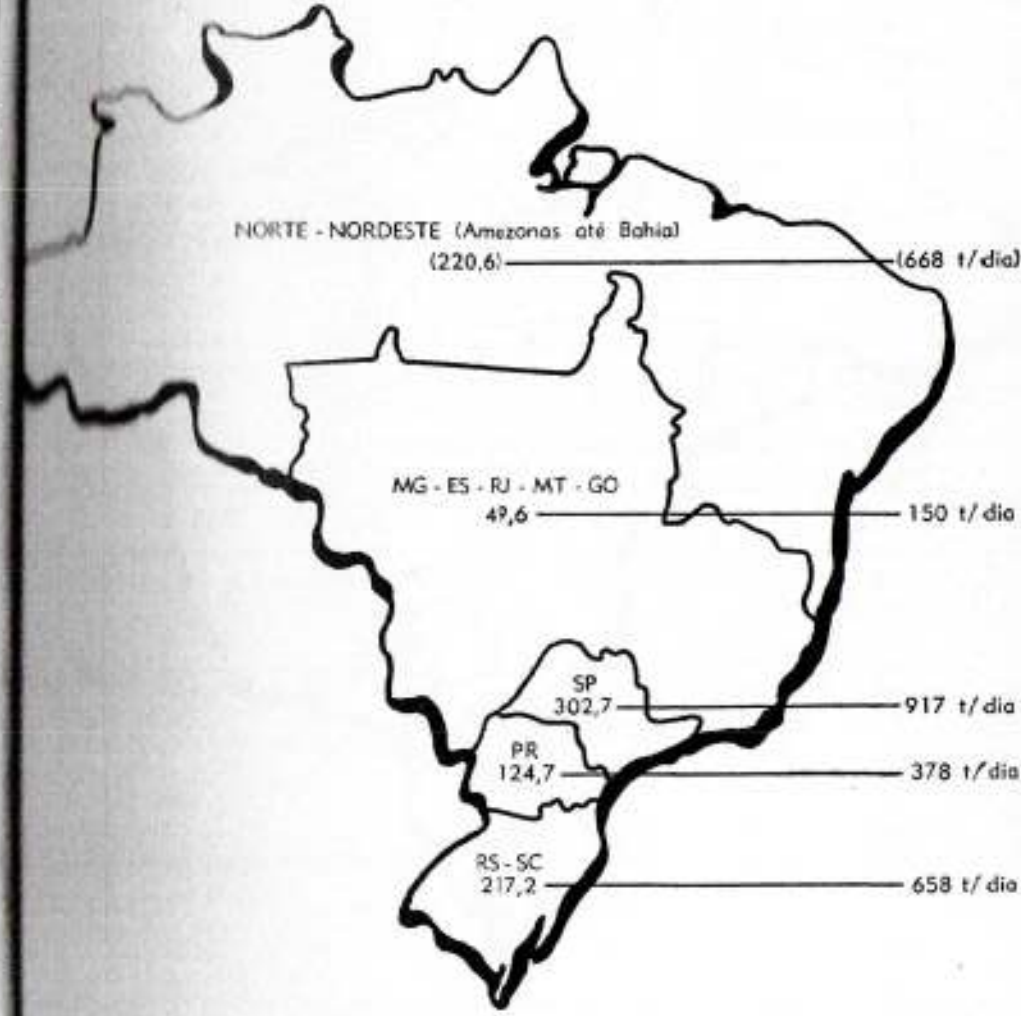 NORTE - NORDESTE (Amazonas até Bahia)
(220,6) (668 t/dia)
MG - ES - RJ - MT - GO
49,6 150 t/dia
SP
302,7 917 t/dia
PR
124,7 378 t/dia
RS - SC
217,2 658 t/dia